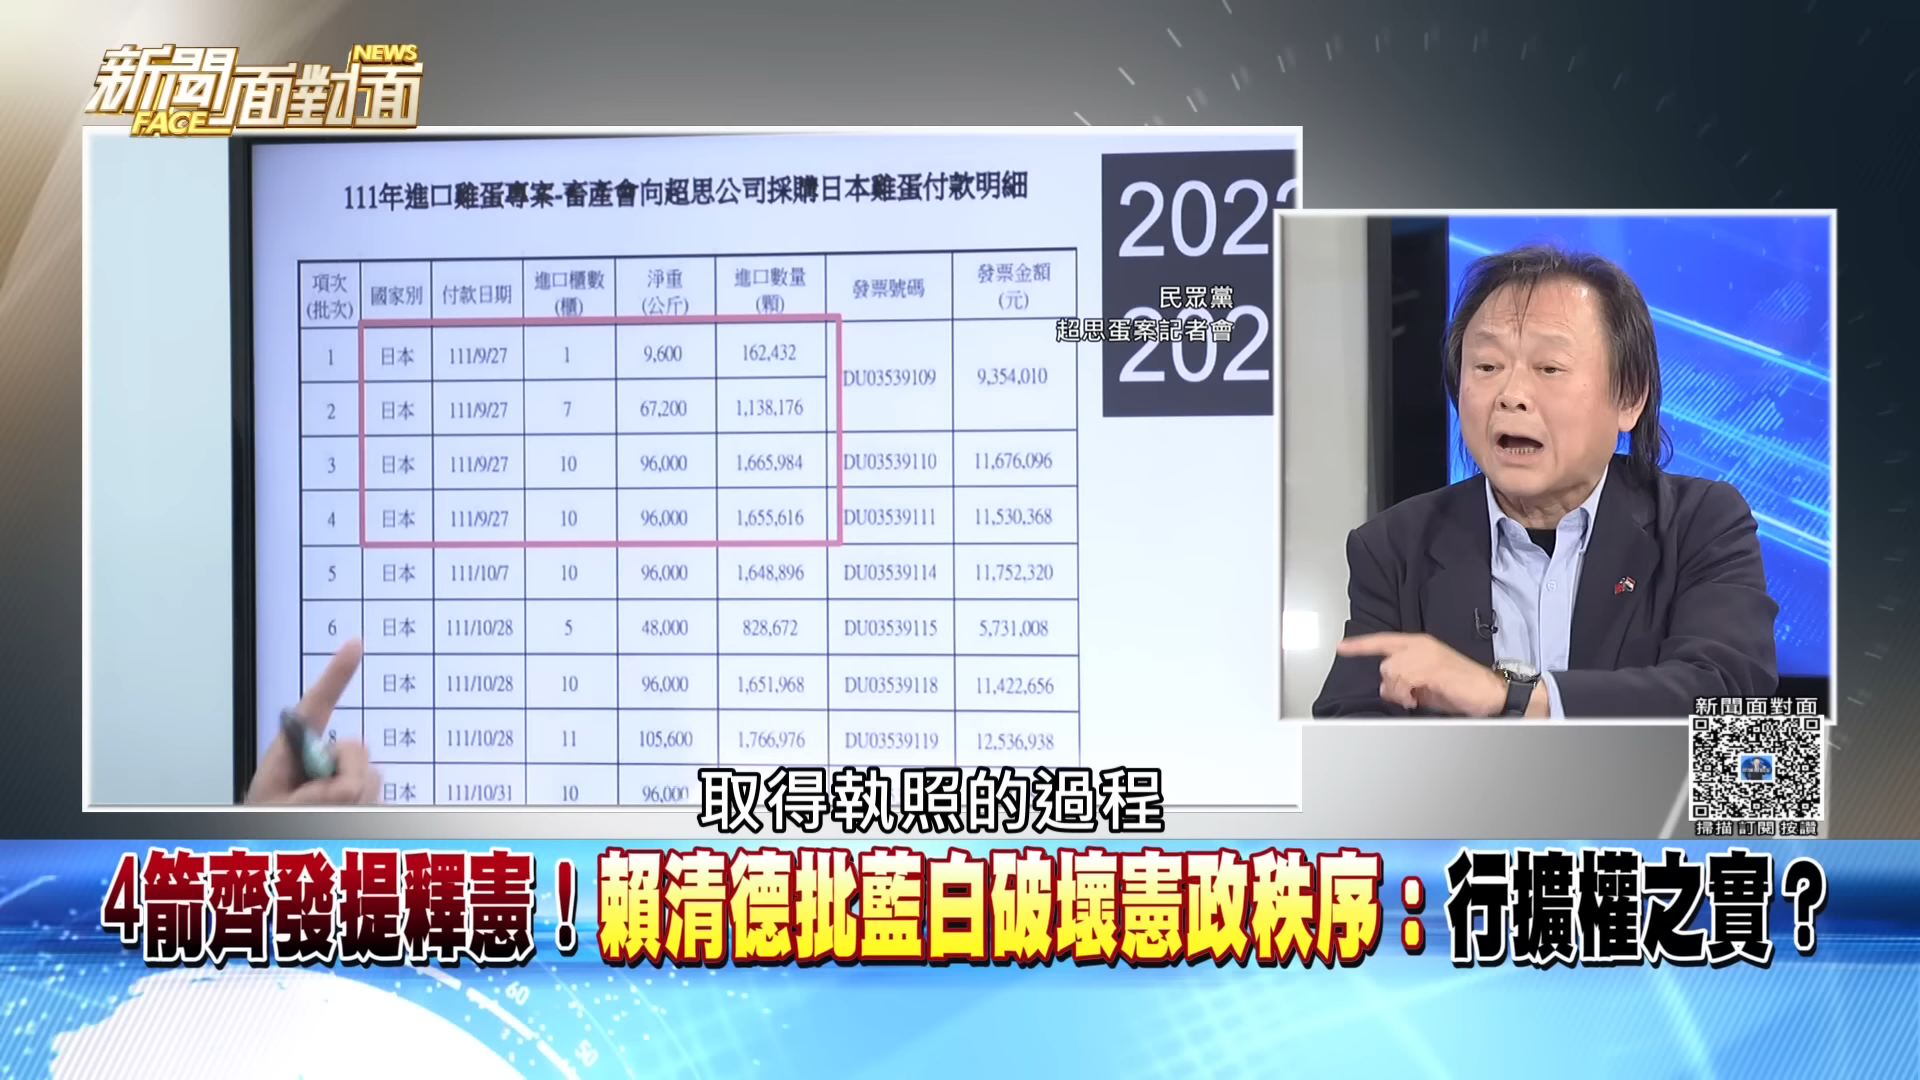 新聞面對面
NEWS
FACE
111年進口雞蛋專案-畜產會向超思公司採購日本雞蛋付款明細
項次(批次) 國家別 付款日期 進口櫃數(櫃) 淨重(公斤) 進口數量(顆) 發票號碼 發票金額(元)
1 日本 111/9/27 1 9,600 162,432 DU03539109 9,354,010
2 日本 111/9/27 7 67,200 1,138,176
3 日本 111/9/27 10 96,000 1,665,984 DU03539110 11,676,096
4 日本 111/9/27 10 96,000 1,655,616 DU03539111 11,530,368
5 日本 111/10/7 10 96,000 1,648,896 DU03539114 11,752,320
6 日本 111/10/28 5 48,000 828,672 DU03539115 5,731,008
日本 111/10/28 10 96,000 1,651,968 DU03539118 11,422,656
8 日本 111/10/28 11 105,600 1,766,976 DU03539119 12,536,938
日本 111/10/31 10 96,000
202
202
民眾黨
超思蛋案記者會
新聞面對面
掃描 訂閱 按讚
取得執照的過程
4箭齊發提釋憲！賴清德批藍白破壞憲政秩序：行擴權之實？